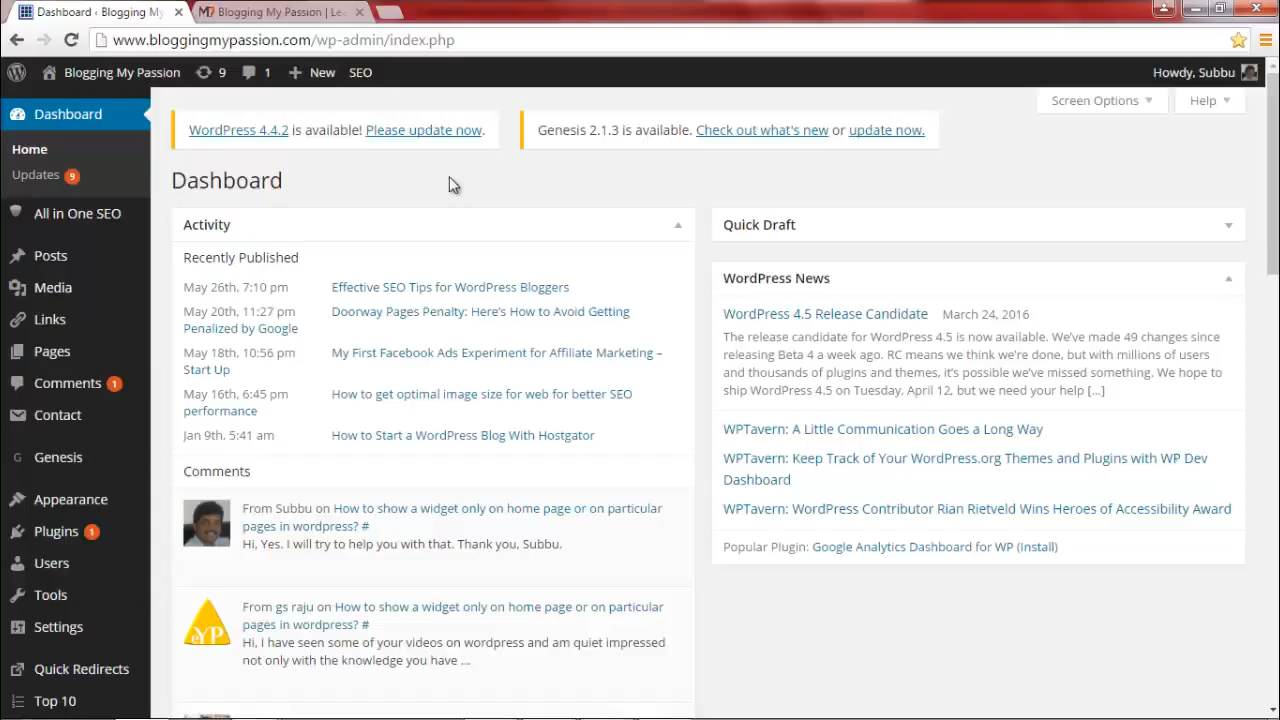 Dashboard ‹ Blogging My
Blogging My Passion | Le
www.bloggingmypassion.com/wp-admin/index.php
Blogging My Passion 9 1 New SEO
Howdy, Subbu
Dashboard
Home
Updates 9
All in One SEO
Posts
Media
Links
Pages
Comments 1
Contact
Genesis
Appearance
Plugins 1
Users
Tools
Settings
Quick Redirects
Top 10
Screen Options
Help
WordPress 4.4.2 is available! Please update now.
Genesis 2.1.3 is available. Check out what's new or update now.
Dashboard
Activity
Recently Published
May 26th, 7:10 pm Effective SEO Tips for WordPress Bloggers
May 20th, 11:27 pm Doorway Pages Penalty: Here's How to Avoid Getting
Penalized by Google
May 18th, 10:56 pm My First Facebook Ads Experiment for Affiliate Marketing –
Start Up
May 16th, 6:45 pm How to get optimal image size for web for better SEO
performance
Jan 9th, 5:41 am How to Start a WordPress Blog With Hostgator
Comments
From Subbu on How to show a widget only on home page or on particular
pages in wordpress? #
Hi, Yes. I will try to help you with that. Thank you, Subbu.
eYP
From gs raju on How to show a widget only on home page or on particular
pages in wordpress? #
Hi, I have seen some of your videos on wordpress and am quiet impressed
not only with the knowledge you have ...
Quick Draft
WordPress News
WordPress 4.5 Release Candidate March 24, 2016
The release candidate for WordPress 4.5 is now available. We've made 49 changes since
releasing Beta 4 a week ago. RC means we think we're done, but with millions of users
and thousands of plugins and themes, it's possible we've missed something. We hope to
ship WordPress 4.5 on Tuesday, April 12, but we need your help [...]
WPTavern: A Little Communication Goes a Long Way
WPTavern: Keep Track of Your WordPress.org Themes and Plugins with WP Dev
Dashboard
WPTavern: WordPress Contributor Rian Rietveld Wins Heroes of Accessibility Award
Popular Plugin: Google Analytics Dashboard for WP (Install)